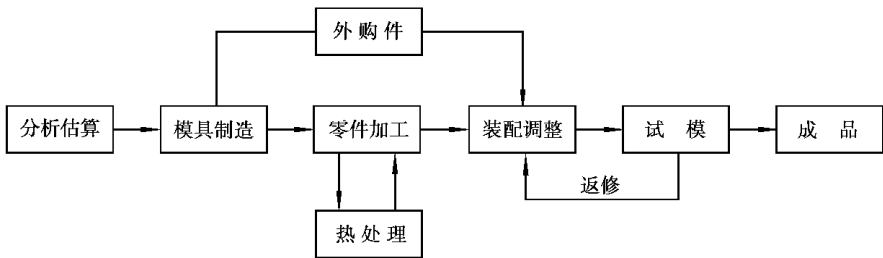 外购件
分析估算
模具制造
零件加工
装配调整
试 模
成 品
返修
热处理